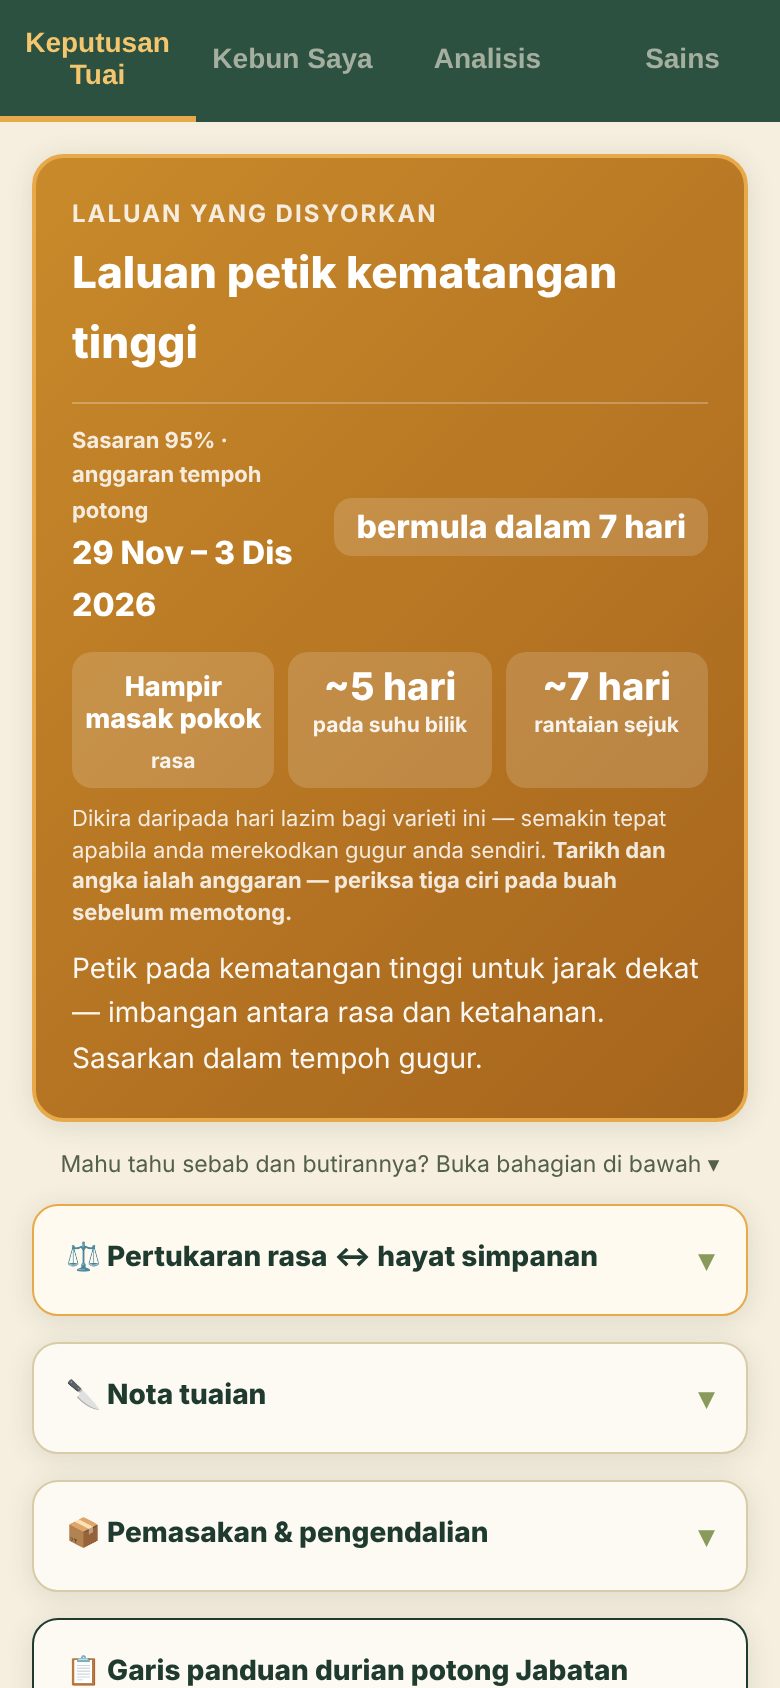 Keputusan
Tuai
Kebun Saya
Analisis
Sains
LALUAN YANG DISYORKAN
Laluan petik kematangan
tinggi
Sasaran 95% ·
anggaran tempoh
potong
29 Nov – 3 Dis
2026
bermula dalam 7 hari
Hampir
masak pokok
rasa
~5 hari
pada suhu bilik
~7 hari
rantaian sejuk
Dikira daripada hari lazim bagi varieti ini — semakin tepat
apabila anda merekodkan gugur anda sendiri. Tarikh dan
angka ialah anggaran — periksa tiga ciri pada buah
sebelum memotong.
Petik pada kematangan tinggi untuk jarak dekat
— imbangan antara rasa dan ketahanan.
Sasarkan dalam tempoh gugur.
Mahu tahu sebab dan butirannya? Buka bahagian di bawah ▾
⚖️ Pertukaran rasa ↔ hayat simpanan ▾
🔪 Nota tuaian ▾
📦 Pemasakan & pengendalian ▾
📋 Garis panduan durian potong Jabatan